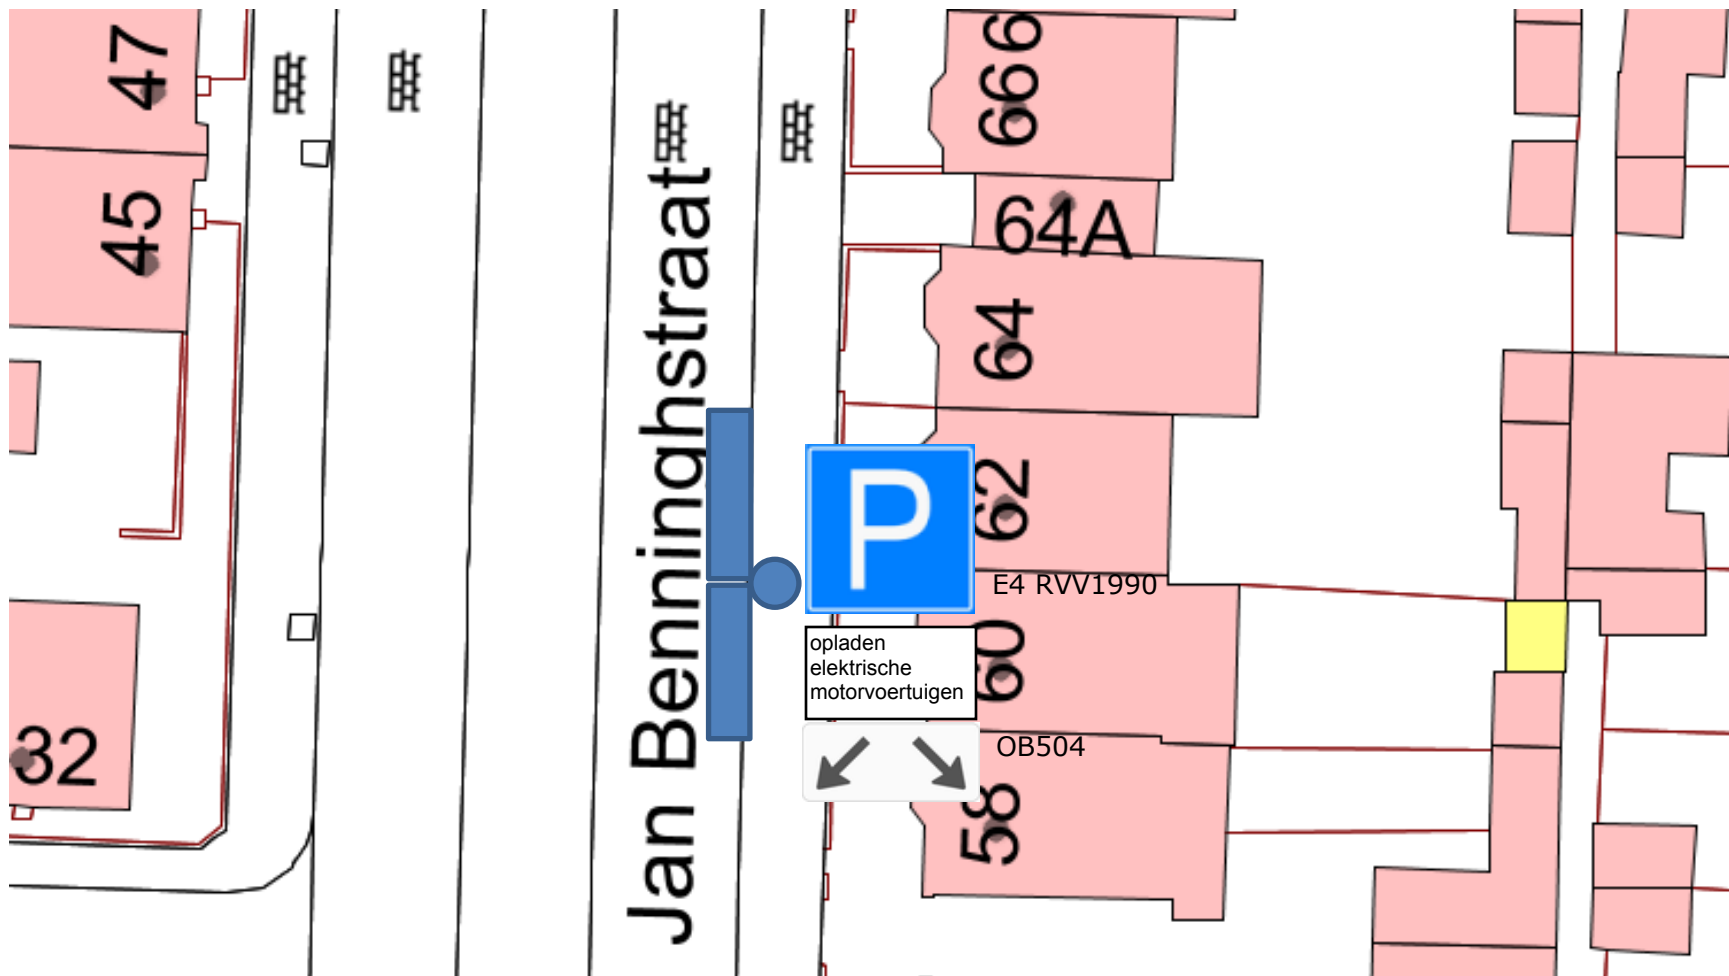 47
45
32
Jan Benninghstraat
666
64A
64
62
P
E4 RVV1990
60
opladen
elektrische
motorvoertuigen
OB504
58